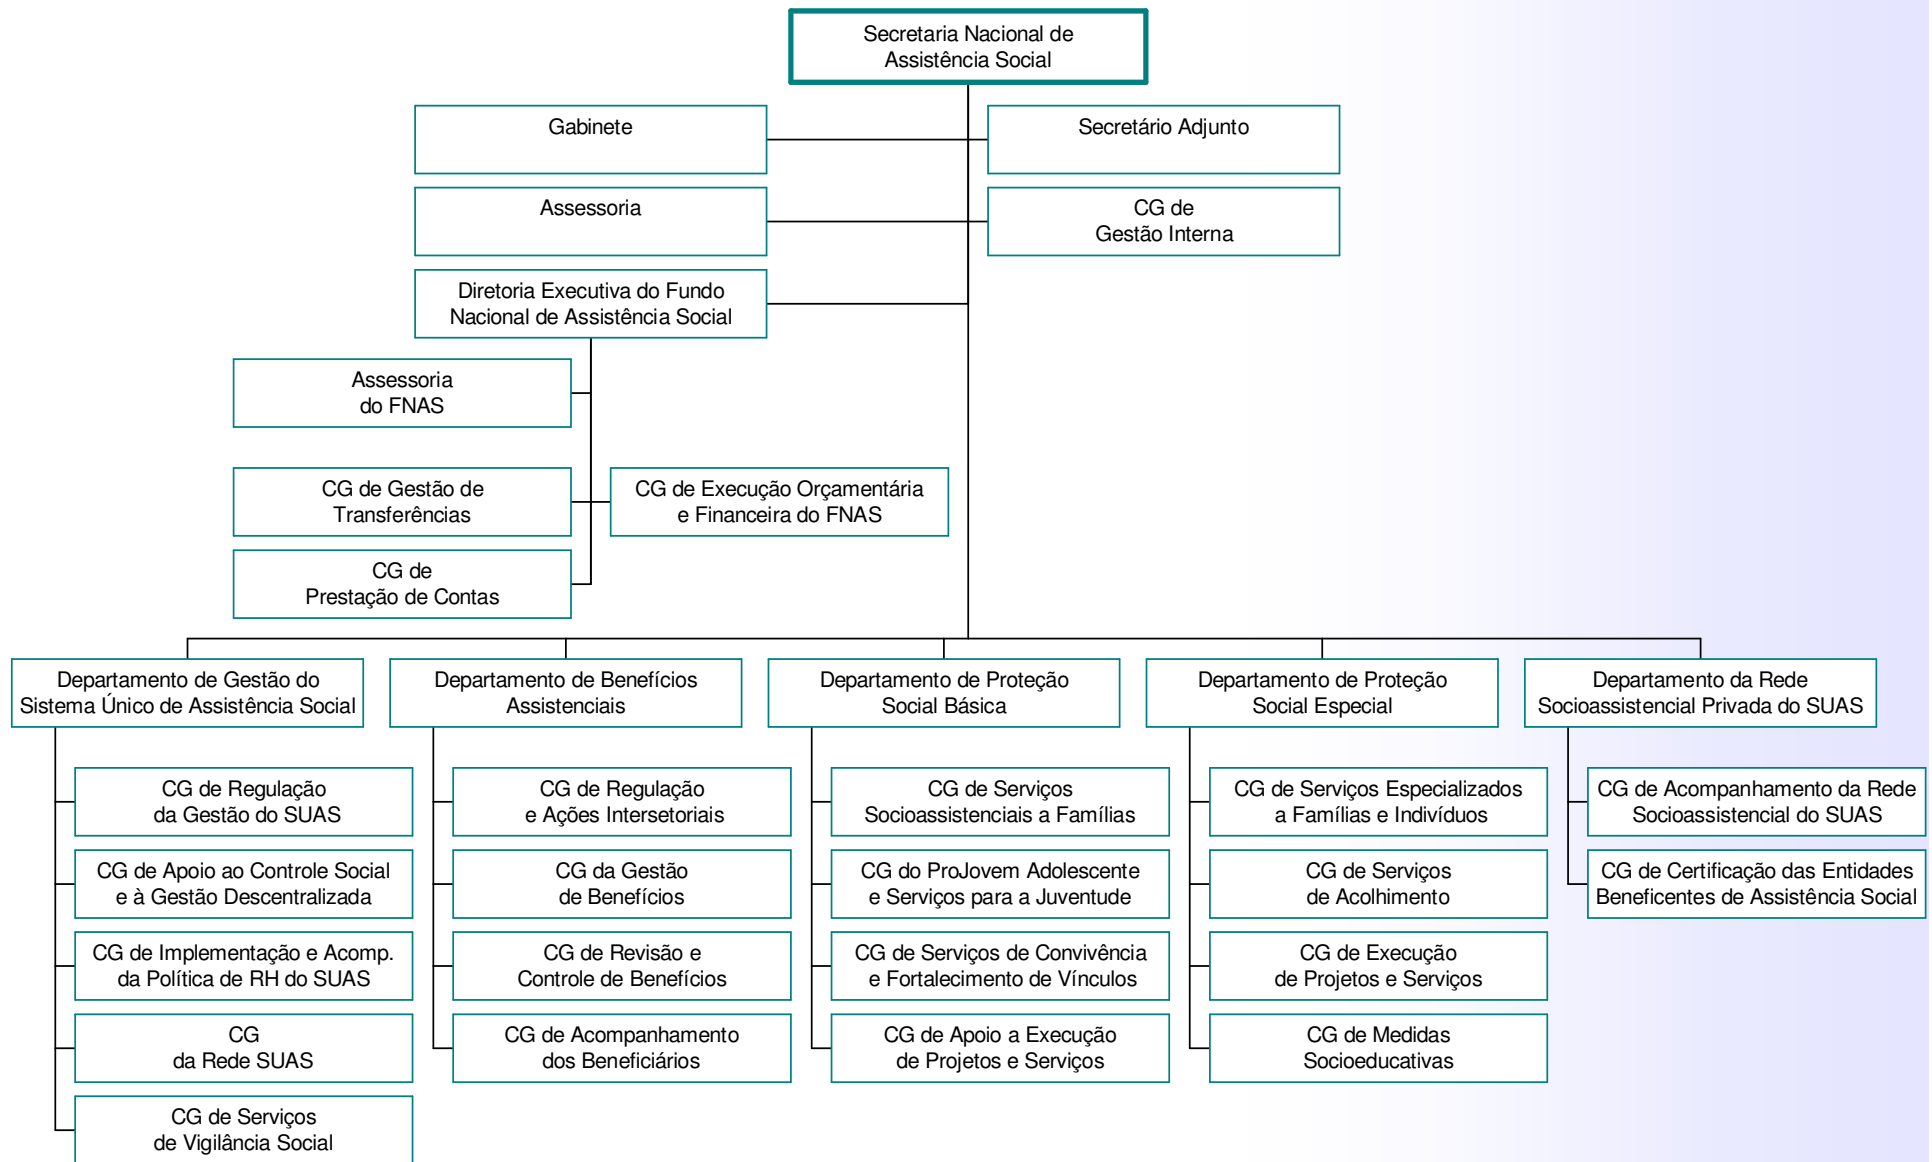 Secretaria Nacional de
Assistência Social
Gabinete
Secretário Adjunto
Assessoria
CG de
Gestão Interna
Diretoria Executiva do Fundo
Nacional de Assistência Social
Assessoria
do FNAS
CG de Gestão de
Transferências
CG de Execução Orçamentária
e Financeira do FNAS
CG de
Prestação de Contas
Departamento de Gestão do
Sistema Único de Assistência Social
CG de Regulação
da Gestão do SUAS
CG de Apoio ao Controle Social
e à Gestão Descentralizada
CG de Implementação e Acomp.
da Política de RH do SUAS
CG
da Rede SUAS
CG de Serviços
de Vigilância Social
Departamento de Benefícios
Assistenciais
CG de Regulação
e Ações Intersetoriais
CG da Gestão
de Benefícios
CG de Revisão e
Controle de Benefícios
CG de Acompanhamento
dos Beneficiários
Departamento de Proteção
Social Básica
CG de Serviços
Socioassistenciais a Famílias
CG do ProJovem Adolescente
e Serviços para a Juventude
CG de Serviços de Convivência
e Fortalecimento de Vínculos
CG de Apoio a Execução
de Projetos e Serviços
Departamento de Proteção
Social Especial
CG de Serviços Especializados
a Famílias e Indivíduos
CG de Serviços
de Acolhimento
CG de Execução
de Projetos e Serviços
CG de Medidas
Socioeducativas
Departamento da Rede
Socioassistencial Privada do SUAS
CG de Acompanhamento da Rede
Socioassistencial do SUAS
CG de Certificação das Entidades
Beneficentes de Assistência Social